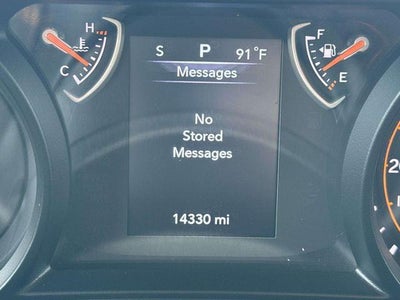 H
C
S P 91°F
Messages
No
Stored
Messages
14330 mi
F
E